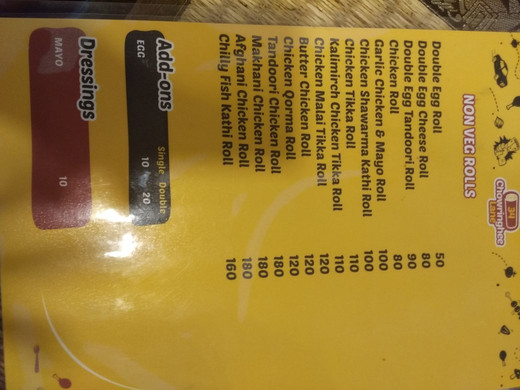 34
Chowringhee
Lane
NON VEG ROLLS
Double Egg Roll 50
Double Egg Cheese Roll 80
Double Egg Tandoori Roll 90
Chicken Roll 80
Garlic Chicken & Mayo Roll 100
Chicken Shawarma Kathi Roll 100
Chicken Tikka Roll 110
Kalimirch Chicken Tikka Roll 110
Chicken Malai Tikka Roll 120
Butter Chicken Roll 120
Chicken Qorma Roll 120
Tandoori Chicken Roll 180
Makhani Chicken Roll 180
Afghani Chicken Roll 180
Chilly Fish Kathi Roll 160
Add-ons Single Double
EGG 10 20
Dressings
MAYO 10